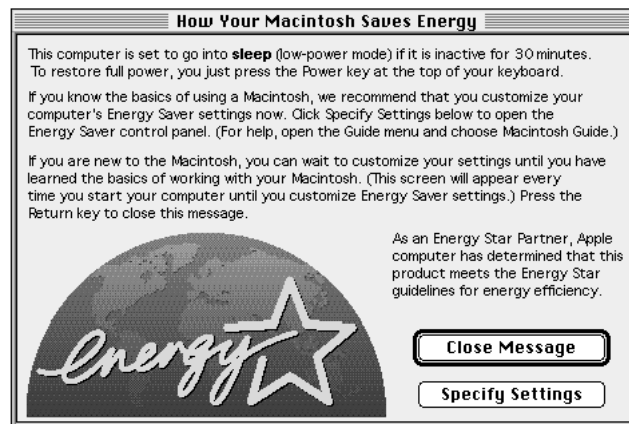 How Your Macintosh Saves Energy
This computer is set to go into sleep (low-power mode) if it is inactive for 30 minutes.
To restore full power, you just press the Power key at the top of your keyboard.
If you know the basics of using a Macintosh, we recommend that you customize your
computer's Energy Saver settings now. Click Specify Settings below to open the
Energy Saver control panel. (For help, open the Guide menu and choose Macintosh Guide.)
If you are new to the Macintosh, you can wait to customize your settings until you have
learned the basics of working with your Macintosh. (This screen will appear every
time you start your computer until you customize Energy Saver settings.) Press the
Return key to close this message.
As an Energy Star Partner, Apple
computer has determined that this
product meets the Energy Star
guidelines for energy efficiency.
energy
Close Message
Specify Settings